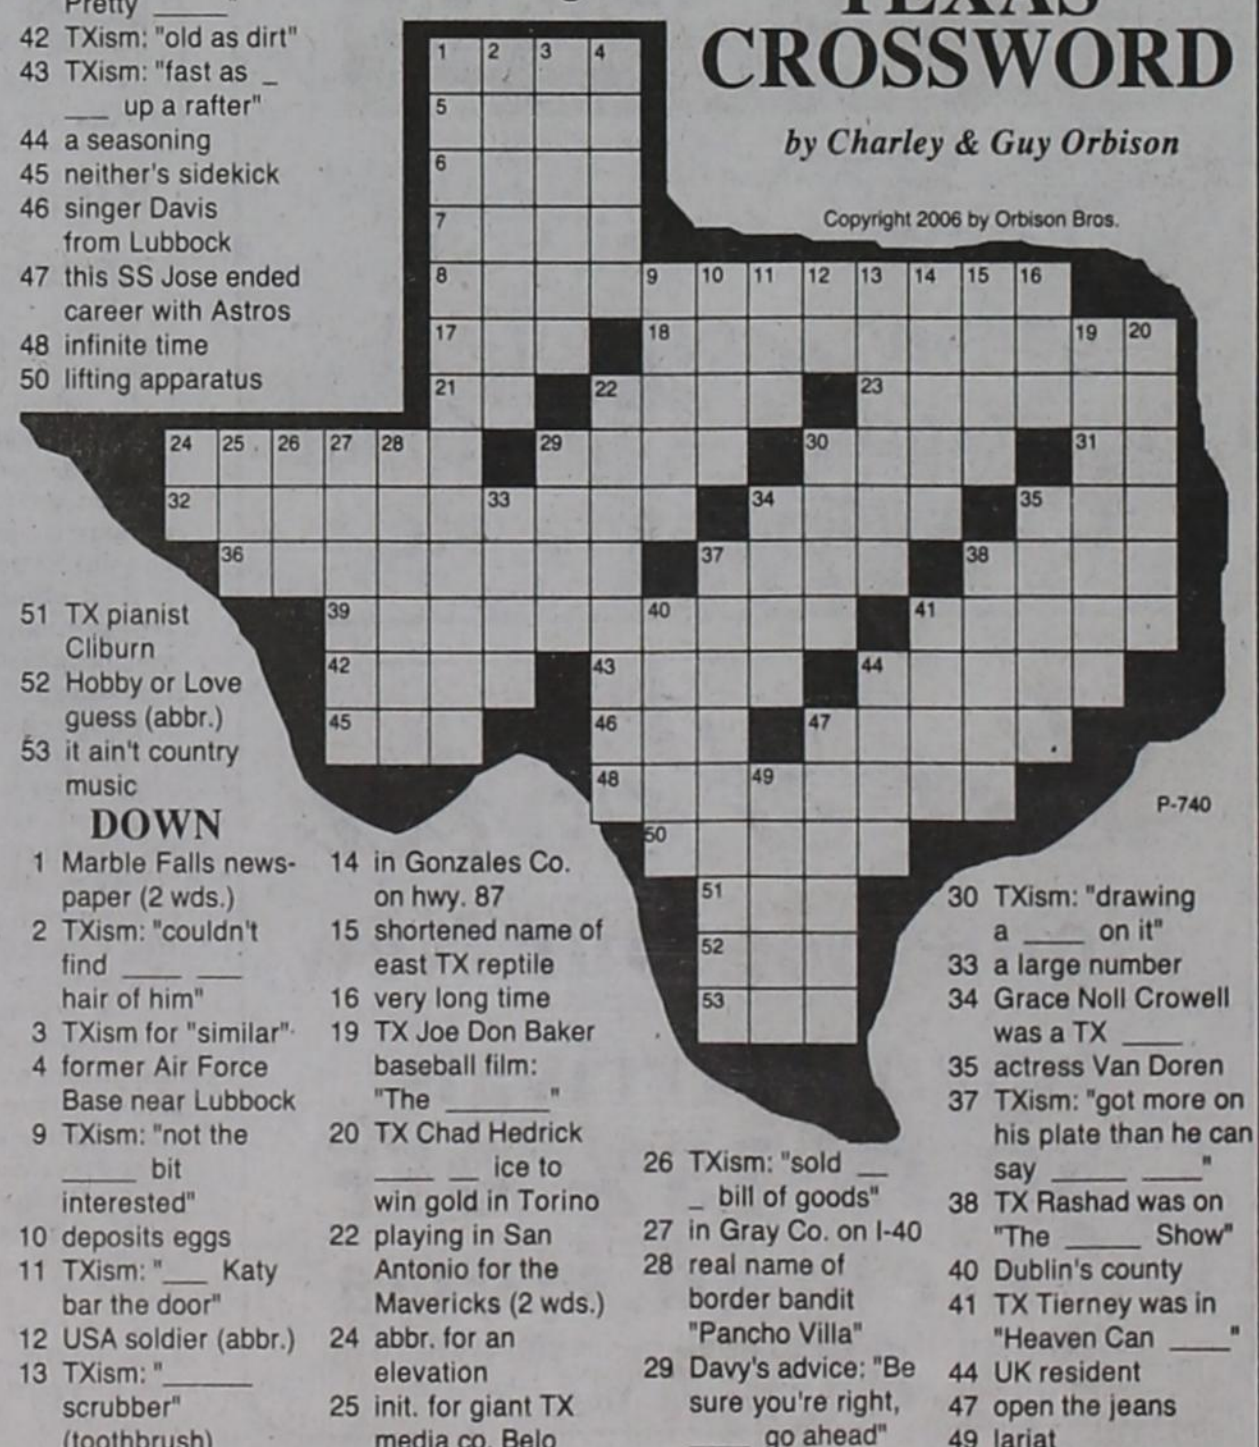 Pretty _____"
42 TXism: "old as dirt"
43 TXism: "fast as _
___ up a rafter"
44 a seasoning
45 neither's sidekick
46 singer Davis
from Lubbock
47 this SS Jose ended
career with Astros
48 infinite time
50 lifting apparatus
51 TX pianist
Cliburn
52 Hobby or Love
guess (abbr.)
53 it ain't country
music
TEXAS
CROSSWORD
by Charley & Guy Orbison
Copyright 2006 by Orbison Bros.
1 2 3 4
5
6
7
8 9 10 11 12 13 14 15 16
17 18 19 20
21 22 23
24 25 26 27 28 29 30 31
32 33 34 35
36 37 38
39 40 41
42 43 44
45 46 47
48 49
50
51
52
53
P-740
DOWN
1 Marble Falls news-
paper (2 wds.)
2 TXism: "couldn't
find ____ ___
hair of him"
3 TXism for "similar"
4 former Air Force
Base near Lubbock
9 TXism: "not the
_____ bit
interested"
10 deposits eggs
11 TXism: "___ Katy
bar the door"
12 USA soldier (abbr.)
13 TXism: "______
scrubber"
(toothbrush)
14 in Gonzales Co.
on hwy. 87
15 shortened name of
east TX reptile
16 very long time
19 TX Joe Don Baker
baseball film:
"The _______"
20 TX Chad Hedrick
____ __ ice to
win gold in Torino
22 playing in San
Antonio for the
Mavericks (2 wds.)
24 abbr. for an
elevation
25 init. for giant TX
media co. Belo
26 TXism: "sold __
_ bill of goods"
27 in Gray Co. on I-40
28 real name of
border bandit
"Pancho Villa"
29 Davy's advice: "Be
sure you're right,
____ go ahead"
30 TXism: "drawing
a ____ on it"
33 a large number
34 Grace Noll Crowell
was a TX ____
35 actress Van Doren
37 TXism: "got more on
his plate than he can
say _____ ____"
38 TX Rashad was on
"The _____ Show"
40 Dublin's county
41 TX Tierney was in
"Heaven Can ____"
44 UK resident
47 open the jeans
49 lariat